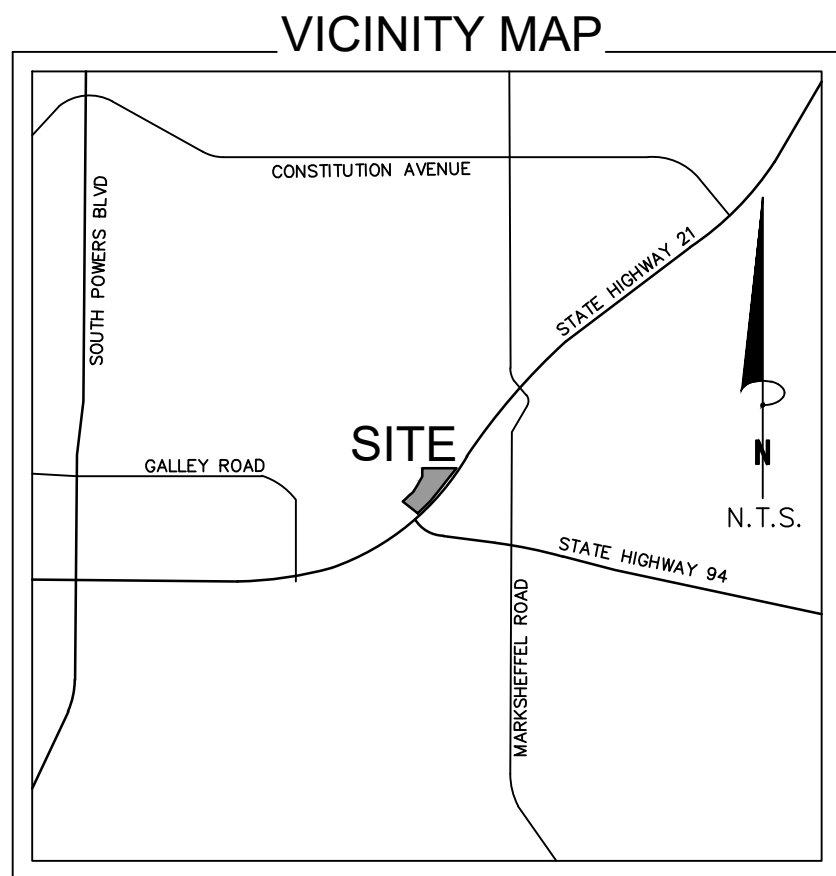 VICINITY MAP
CONSTITUTION AVENUE
SOUTH POWERS BLVD
STATE HIGHWAY 21
SITE
GALLEY ROAD
N
N.T.S.
STATE HIGHWAY 94
MARKSHEFFEL ROAD